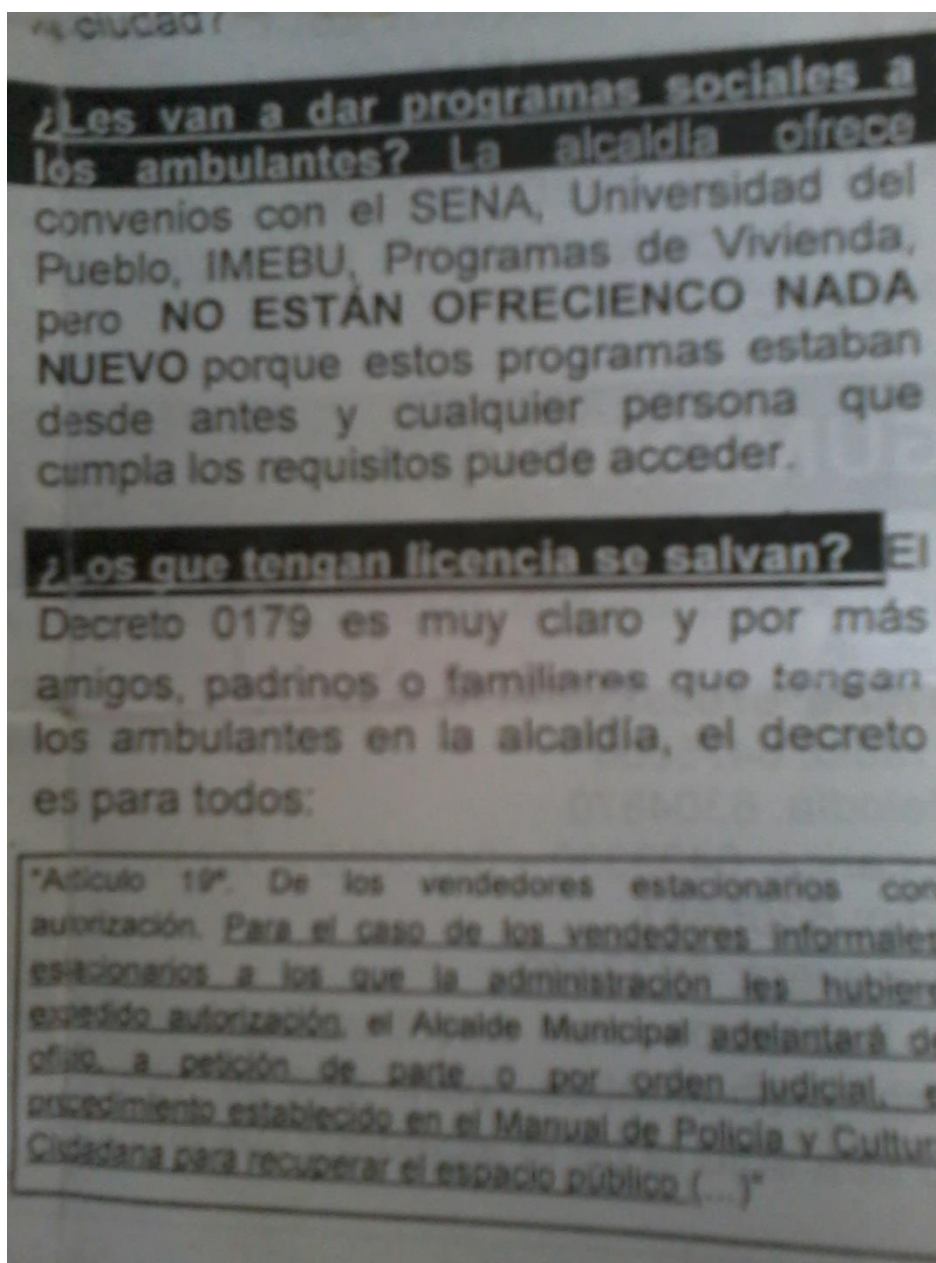 ciudad?
¿Les van a dar programas sociales a
los ambulantes? La alcaldía ofrece
convenios con el SENA, Universidad del
Pueblo, IMEBU, Programas de Vivienda,
pero NO ESTÁN OFRECIENCO NADA
NUEVO porque estos programas estaban
desde antes y cualquier persona que
cumpla los requisitos puede acceder.
¿Los que tengan licencia se salvan? El
Decreto 0179 es muy claro y por más
amigos, padrinos o familiares que tengan
los ambulantes en la alcaldía, el decreto
es para todos:
"Artículo 19°. De los vendedores estacionarios con
autorización. Para el caso de los vendedores informales
estacionarios a los que la administración les hubiere
expedido autorización, el Alcalde Municipal adelantará de
oficio, a petición de parte o por orden judicial, e
procedimiento establecido en el Manual de Policía y Cultur
Ciudadana para recuperar el espacio público (...)"